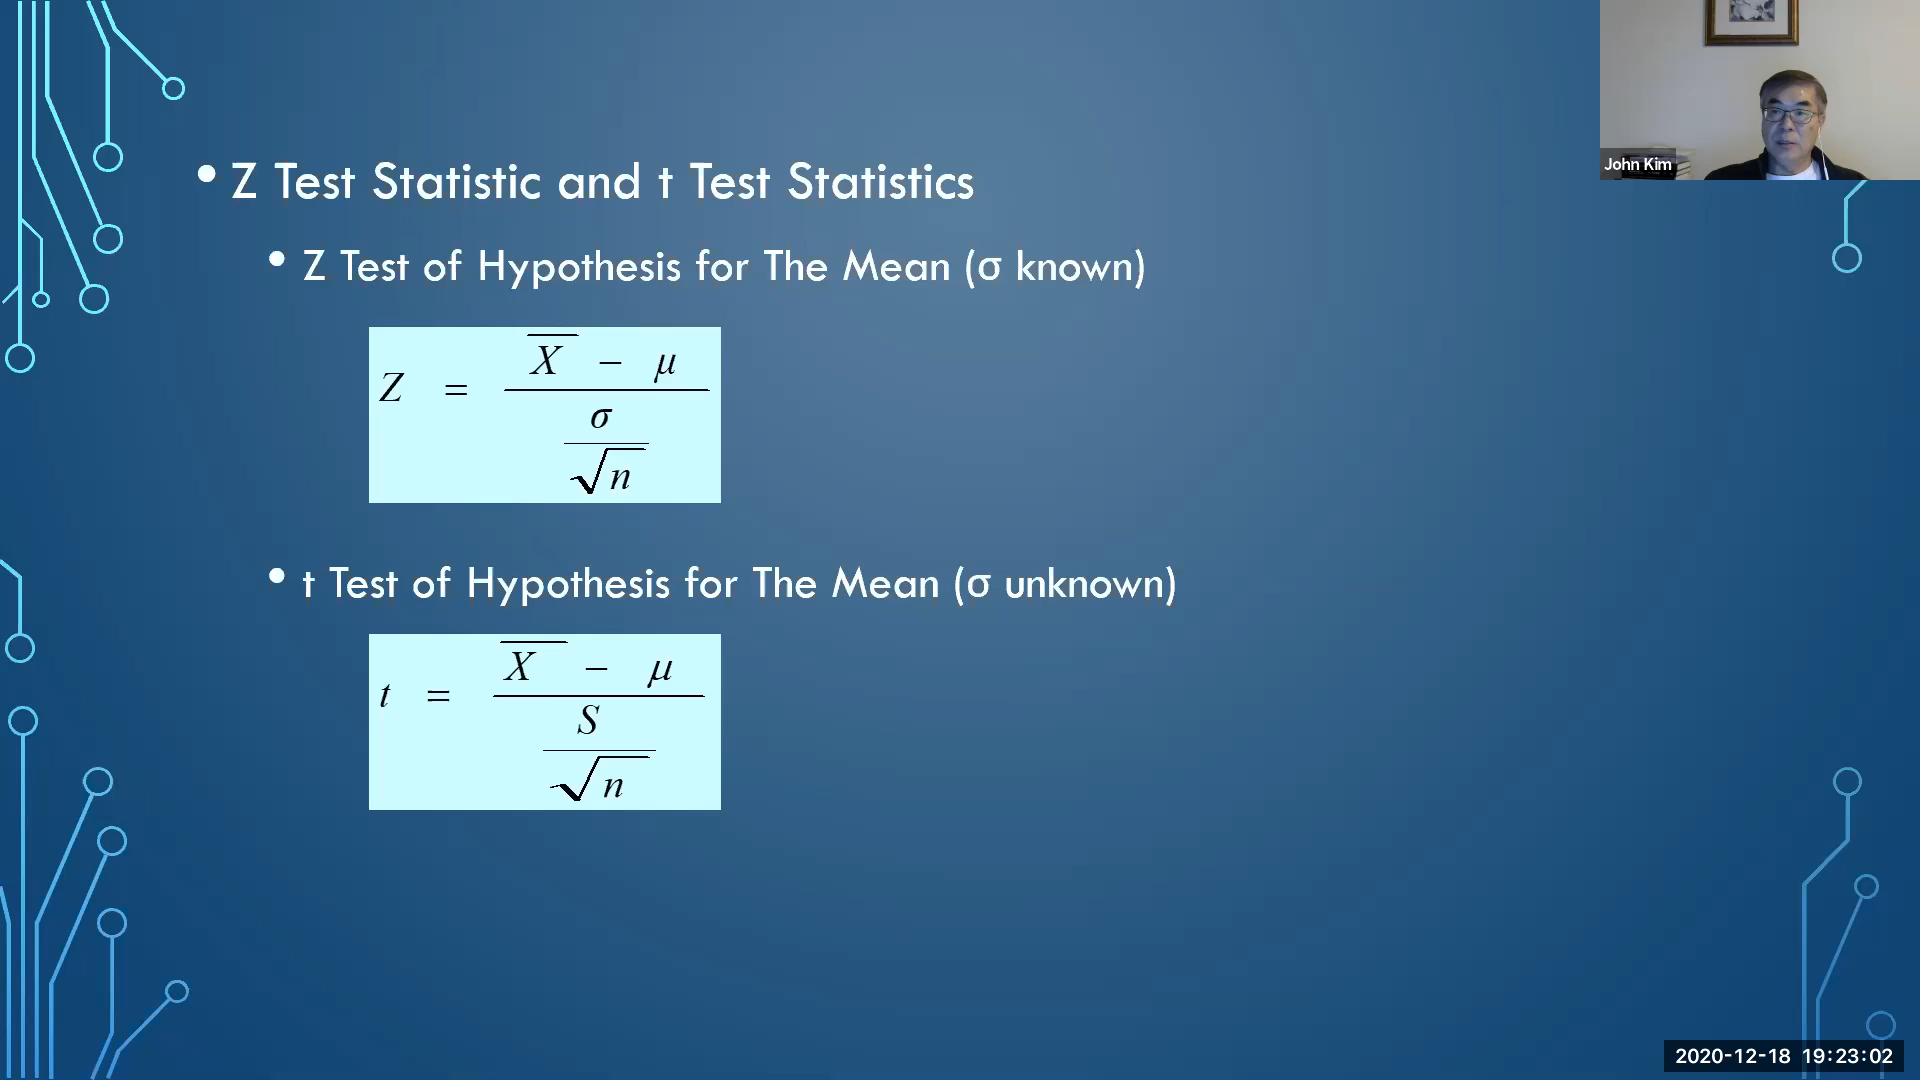 • Z Test Statistic and t Test Statistics
• Z Test of Hypothesis for The Mean (σ known)
Z = (X̅ − μ) / (σ / √n)
• t Test of Hypothesis for The Mean (σ unknown)
t = (X̅ − μ) / (S / √n)
John Kim
2020-12-18 19:23:02